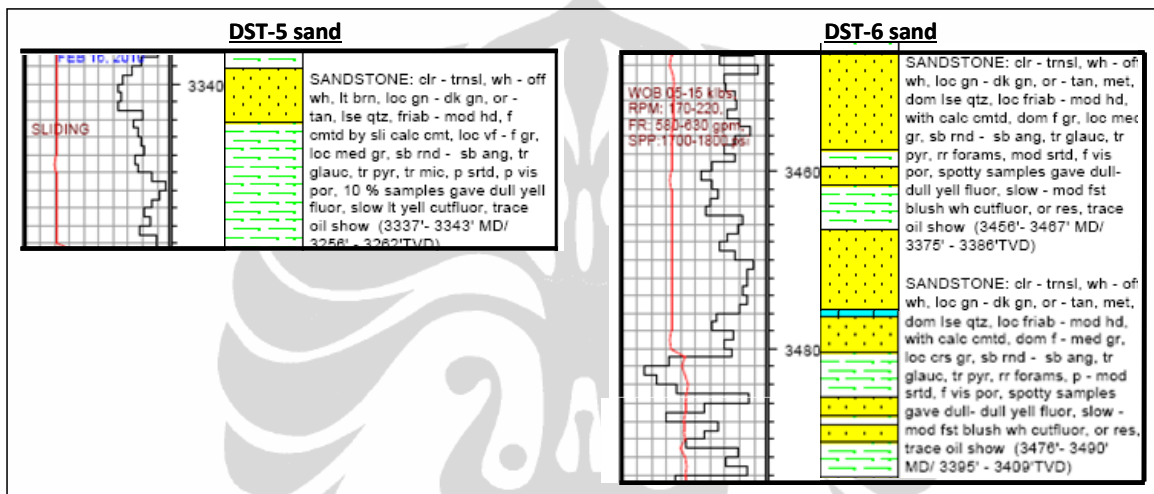 DST-5 sand
FEB 16, 2010
3340
SLIDING
SANDSTONE: clr - trnsl, wh - off
wh, lt brn, loc gn - dk gn, or -
tan, lse qtz, friab - mod hd, f
cmtd by sli calc cmt, loc vf - f gr,
loc med gr, sb rnd - sb ang, tr
glauc, tr pyr, tr mic, p srtd, p vis
por, 10 % samples gave dull yell
fluor, slow lt yell cutfluor, trace
oil show (3337'- 3343' MD/
3256' - 3262'TVD)
DST-6 sand
WOB 05-15 klbs
RPM: 170-220,
FR: 580-630 gpm
SPP:1700-1800 psi
3460
3480
SANDSTONE: clr - trnsl, wh - off
wh, loc gn - dk gn, or - tan, met,
dom lse qtz, loc friab - mod hd,
with calc cmtd, dom f gr, loc med
gr, sb rnd - sb ang, tr glauc, tr
pyr, rr forams, mod srtd, f vis
por, spotty samples gave dull-
dull yell fluor, slow - mod fst
blush wh cutfluor, or res, trace
oil show (3456'- 3467' MD/
3375' - 3386'TVD)
SANDSTONE: clr - trnsl, wh - off
wh, loc gn - dk gn, or - tan, met,
dom lse qtz, loc friab - mod hd,
with calc cmtd, dom f - med gr,
loc crs gr, sb rnd - sb ang, tr
glauc, tr pyr, rr forams, p - mod
srtd, f vis por, spotty samples
gave dull- dull yell fluor, slow -
mod fst blush wh cutfluor, or res,
trace oil show (3476'- 3490'
MD/ 3395' - 3409'TVD)